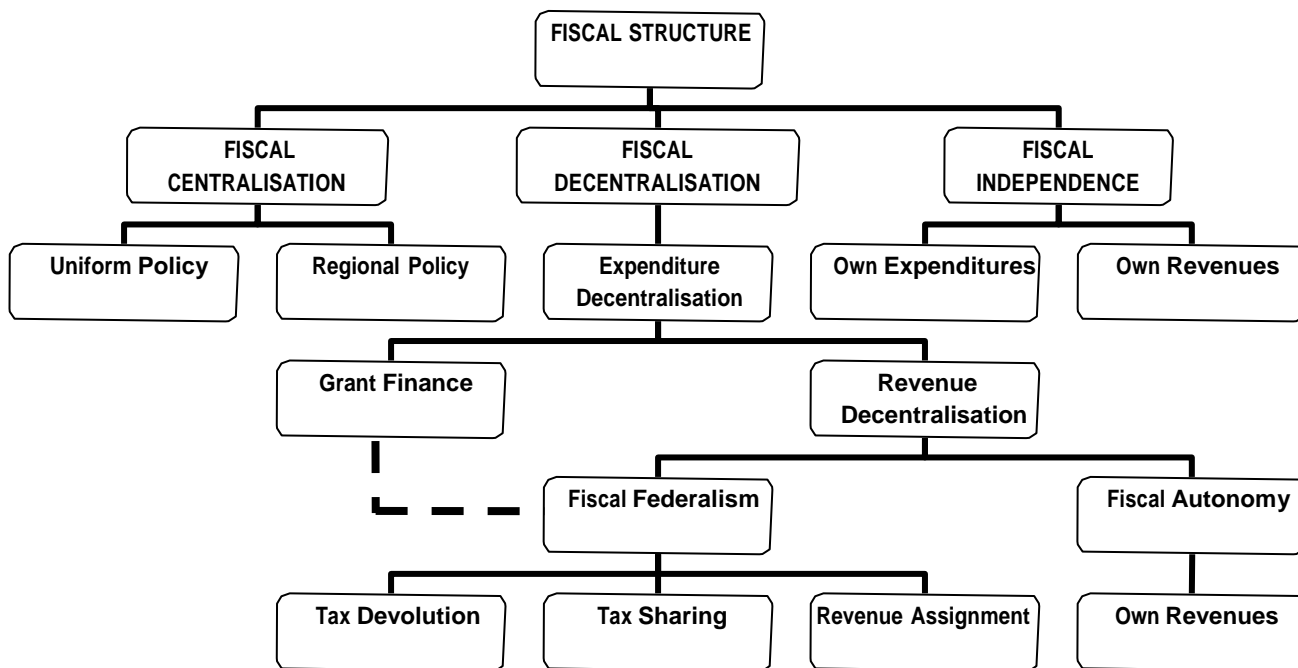 FISCAL STRUCTURE
FISCAL
CENTRALISATION
FISCAL
DECENTRALISATION
FISCAL
INDEPENDENCE
Uniform Policy
Regional Policy
Expenditure
Decentralisation
Own Expenditures
Own Revenues
Grant Finance
Revenue
Decentralisation
Fiscal Federalism
Fiscal Autonomy
Tax Devolution
Tax Sharing
Revenue Assignment
Own Revenues